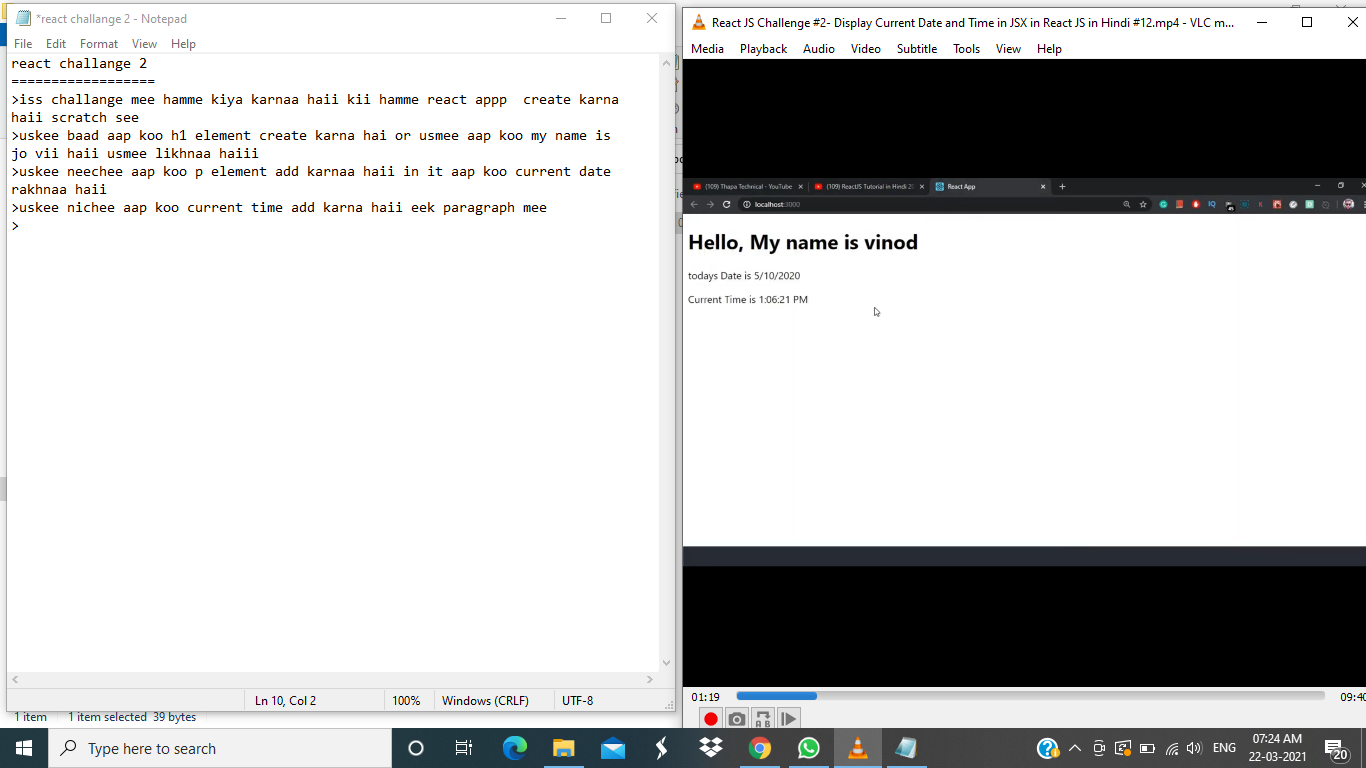 *react challange 2 - Notepad
File Edit Format View Help
react challange 2
==================
>iss challange mee hamme kiya karnaa haii kii hamme react appp  create karna
haii scratch see
>uskee baad aap koo h1 element create karna hai or usmee aap koo my name is
jo vii haii usmee likhnaa haiii
>uskee neechee aap koo p element add karnaa haii in it aap koo current date
rakhnaa haii
>uskee nichee aap koo current time add karna haii eek paragraph mee
>
Ln 10, Col 2 100% Windows (CRLF) UTF-8
1 item 1 item selected 39 bytes
React JS Challenge #2- Display Current Date and Time in JSX in React JS in Hindi #12.mp4 - VLC m...
Media Playback Audio Video Subtitle Tools View Help
(109) Thapa Technical - YouTube (109) ReactJS Tutorial in Hindi 20 React App
localhost:3000
Hello, My name is vinod
todays Date is 5/10/2020
Current Time is 1:06:21 PM
01:19 09:40
Type here to search
ENG
07:24 AM
22-03-2021
20